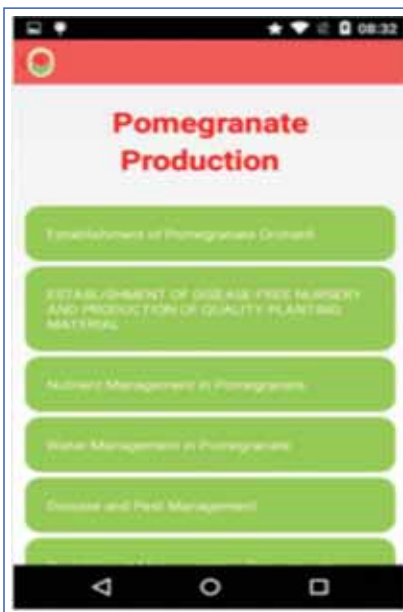 08:32
Pomegranate
Production
Establishment of Pomegranate Orchard
ESTABLISHMENT OF DISEASE FREE NURSERY
AND PRODUCTION OF QUALITY PLANTING
MATERIAL
Nutrient Management in Pomegranate
Water Management in Pomegranate
Disease and Pest Management